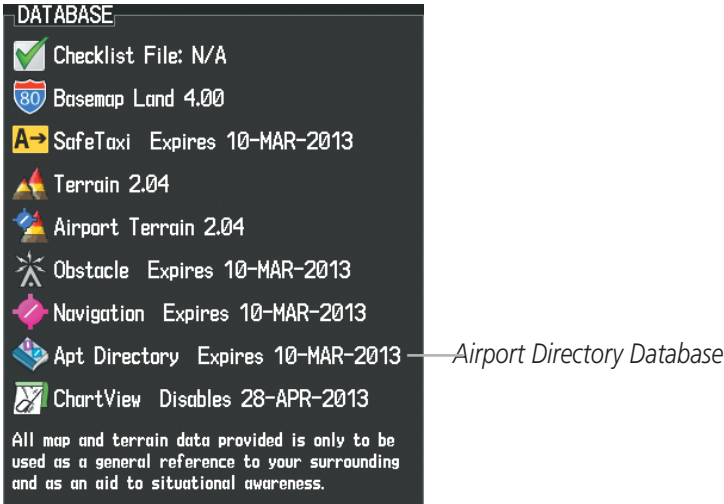 DATABASE
Checklist File: N/A
80 Basemap Land 4.00
A→ SafeTaxi Expires 10-MAR-2013
Terrain 2.04
Airport Terrain 2.04
Obstacle Expires 10-MAR-2013
Navigation Expires 10-MAR-2013
Apt Directory Expires 10-MAR-2013 Airport Directory Database
ChartView Disables 28-APR-2013
All map and terrain data provided is only to be
used as a general reference to your surrounding
and as an aid to situational awareness.